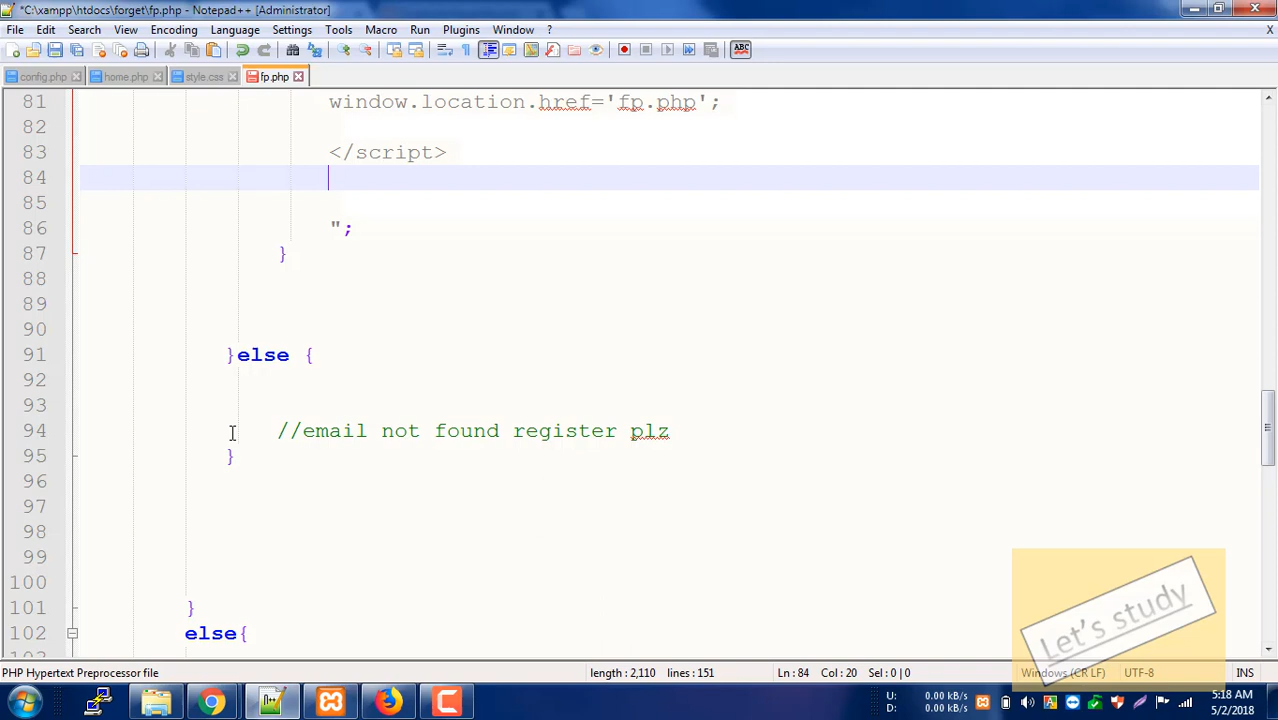 *C:\xampp\htdocs\forget\fp.php - Notepad++ [Administrator]
File Edit Search View Encoding Language Settings Tools Macro Run Plugins Window ? X
ABC
config.php home.php style.css fp.php
81 window.location.href='fp.php';
82
83 </script>
84
85
86 ";
87 }
88
89
90
91 }else {
92
93
94 //email not found register plz
95 }
96
97
98
99
100
101 }
102 else{
Let's study
PHP Hypertext Preprocessor file length : 2,110 lines : 151 Ln : 84 Col : 20 Sel : 0 | 0 Windows (CR LF) UTF-8 INS
U: 0.00 kB/s
D: 0.00 kB/s
5:18 AM
5/2/2018